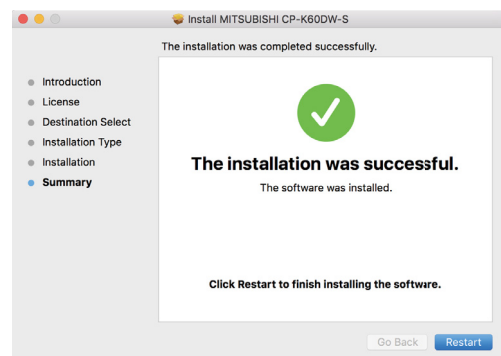 Install MITSUBISHI CP-K60DW-S
The installation was completed successfully.
Introduction
License
Destination Select
Installation Type
Installation
Summary
The installation was successful.
The software was installed.
Click Restart to finish installing the software.
Go Back
Restart